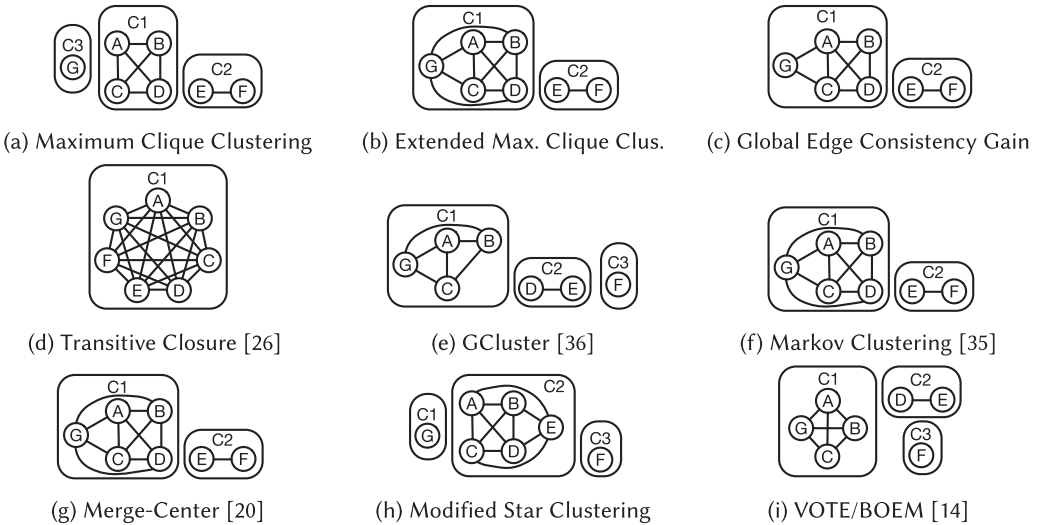 C1
A B
C3
G
C2
C D E F
(a) Maximum Clique Clustering
C1
A B
G
C2
C D E F
(b) Extended Max. Clique Clus.
C1
A B
G
C2
C D E F
(c) Global Edge Consistency Gain
C1
A
G B
F C
E D
(d) Transitive Closure [26]
C1
A B
G
C
C2
D E
C3
F
(e) GCluster [36]
C1
A B
G
C2
C D E F
(f) Markov Clustering [35]
C1
A B
G
C2
C D E F
(g) Merge-Center [20]
C1
G
C2
A B
E
C D
C3
F
(h) Modified Star Clustering
C1
A
G B
C
C2
D E
C3
F
(i) VOTE/BOEM [14]